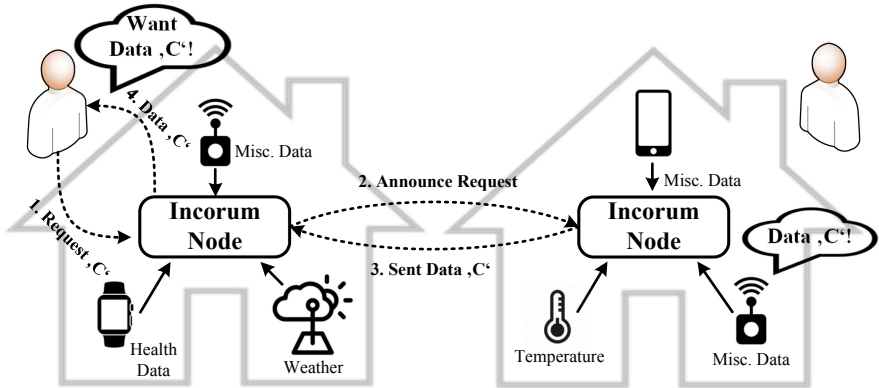 Want
Data ‚C‘!
4. Data ‚C‘
Misc. Data
1. Request ‚C‘
Incorum
Node
2. Announce Request
3. Sent Data ‚C‘
Misc. Data
Incorum
Node
Data ‚C‘!
Health
Data
Weather
Temperature
Misc. Data